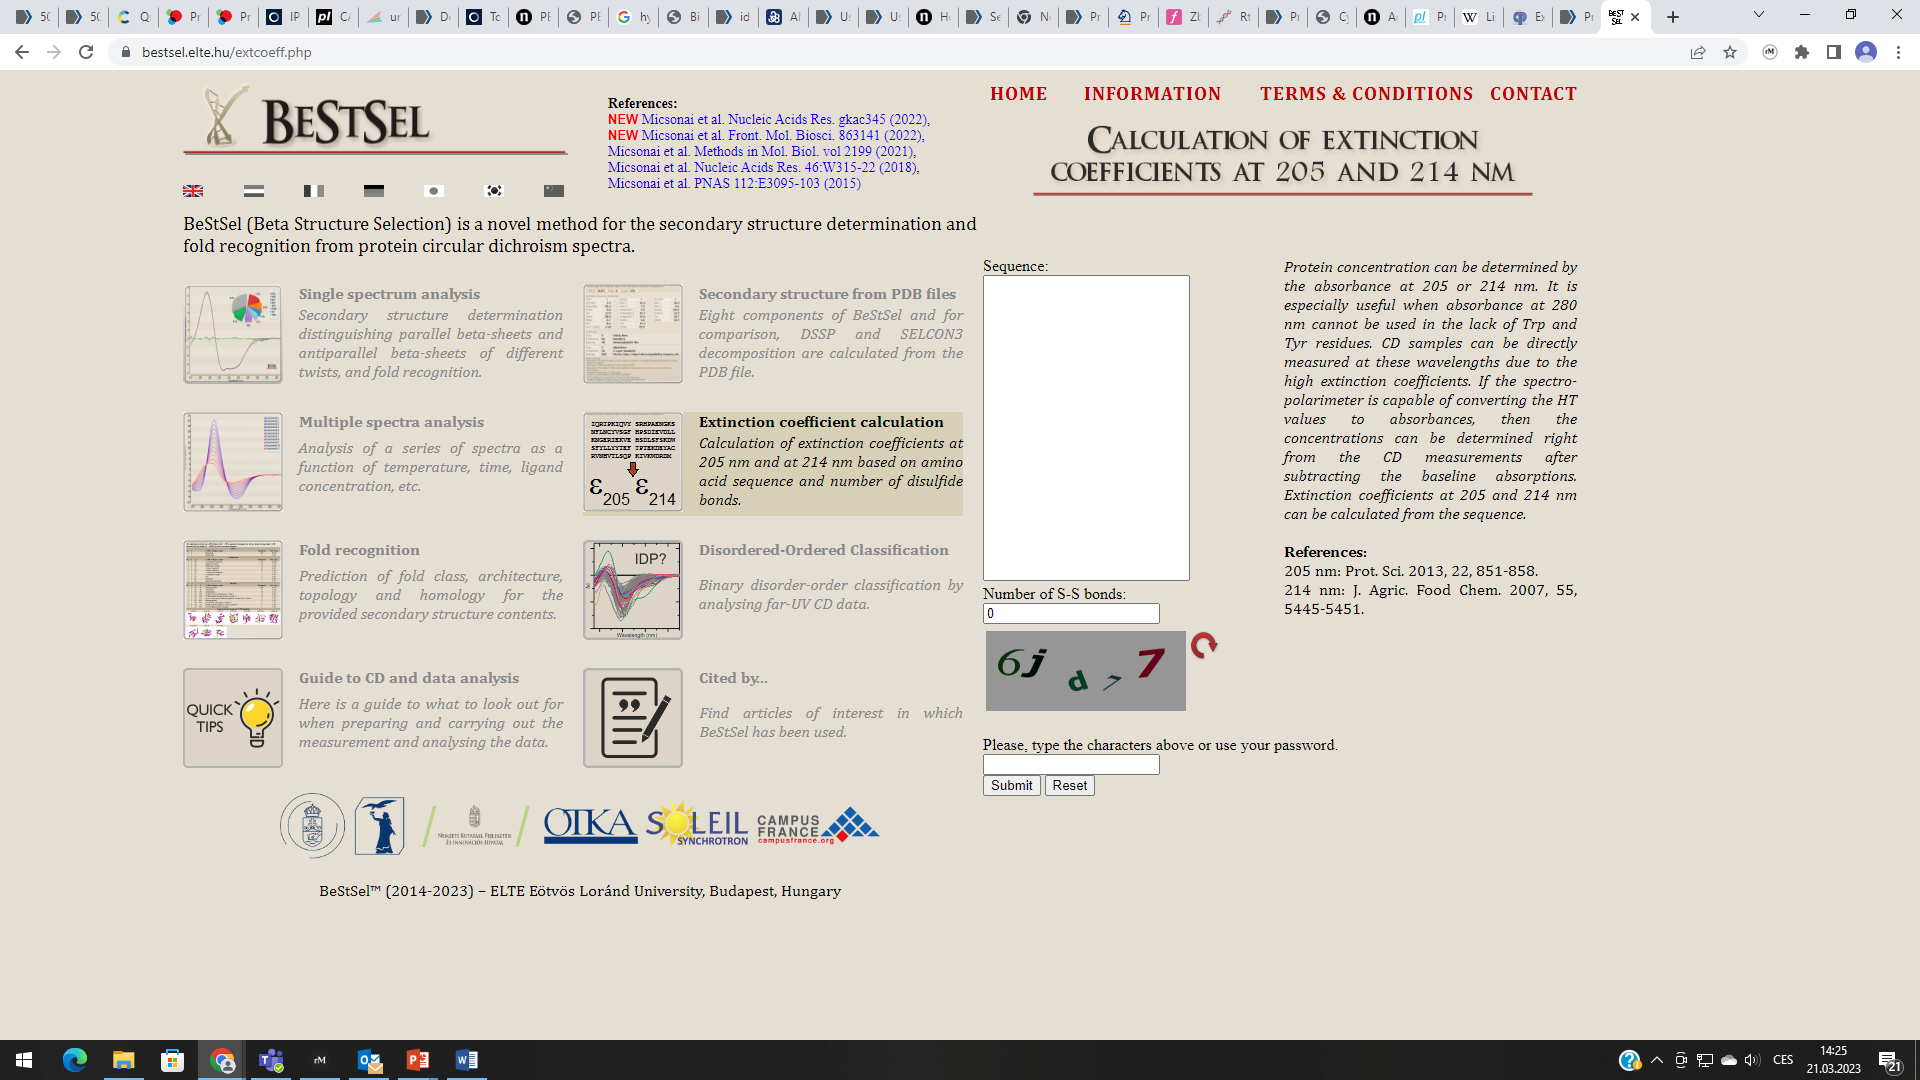 bestsel.elte.hu/extcoeff.php
BESTSEL
References:
NEW Micsonai et al. Nucleic Acids Res. gkac345 (2022),
NEW Micsonai et al. Front. Mol. Biosci. 863141 (2022),
Micsonai et al. Methods in Mol. Biol. vol 2199 (2021),
Micsonai et al. Nucleic Acids Res. 46:W315-22 (2018),
Micsonai et al. PNAS 112:E3095-103 (2015)
HOME INFORMATION TERMS & CONDITIONS CONTACT
CALCULATION OF EXTINCTION
COEFFICIENTS AT 205 AND 214 NM
BeStSel (Beta Structure Selection) is a novel method for the secondary structure determination and
fold recognition from protein circular dichroism spectra.
Single spectrum analysis
Secondary structure determination
distinguishing parallel beta-sheets and
antiparallel beta-sheets of different
twists, and fold recognition.
Secondary structure from PDB files
Eight components of BeStSel and for
comparison, DSSP and SELCON3
decomposition are calculated from the
PDB file.
Multiple spectra analysis
Analysis of a series of spectra as a
function of temperature, time, ligand
concentration, etc.
ε205 ε214
Extinction coefficient calculation
Calculation of extinction coefficients at
205 nm and at 214 nm based on amino
acid sequence and number of disulfide
bonds.
Fold recognition
Prediction of fold class, architecture,
topology and homology for the
provided secondary structure contents.
IDP?
Wavelength (nm)
Disordered-Ordered Classification
Binary disorder-order classification by
analysing far-UV CD data.
QUICK
TIPS
Guide to CD and data analysis
Here is a guide to what to look out for
when preparing and carrying out the
measurement and analysing the data.
Cited by...
Find articles of interest in which
BeStSel has been used.
Sequence:
Number of S-S bonds:
0
6j d 7 7
Please, type the characters above or use your password.
Submit Reset
Protein concentration can be determined by
the absorbance at 205 or 214 nm. It is
especially useful when absorbance at 280
nm cannot be used in the lack of Trp and
Tyr residues. CD samples can be directly
measured at these wavelengths due to the
high extinction coefficients. If the spectro-
polarimeter is capable of converting the HT
values to absorbances, then the
concentrations can be determined right
from the CD measurements after
subtracting the baseline absorptions.
Extinction coefficients at 205 and 214 nm
can be calculated from the sequence.
References:
205 nm: Prot. Sci. 2013, 22, 851-858.
214 nm: J. Agric. Food Chem. 2007, 55,
5445-5451.
NEMZETI KUTATÁSI, FEJLESZTÉSI
ÉS INNOVÁCIÓS HIVATAL
OTKA
SOLEIL
SYNCHROTRON
CAMPUS
FRANCE
campusfrance.org
BeStSel™ (2014-2023) – ELTE Eötvös Loránd University, Budapest, Hungary
CES
14:25
21.03.2023
21